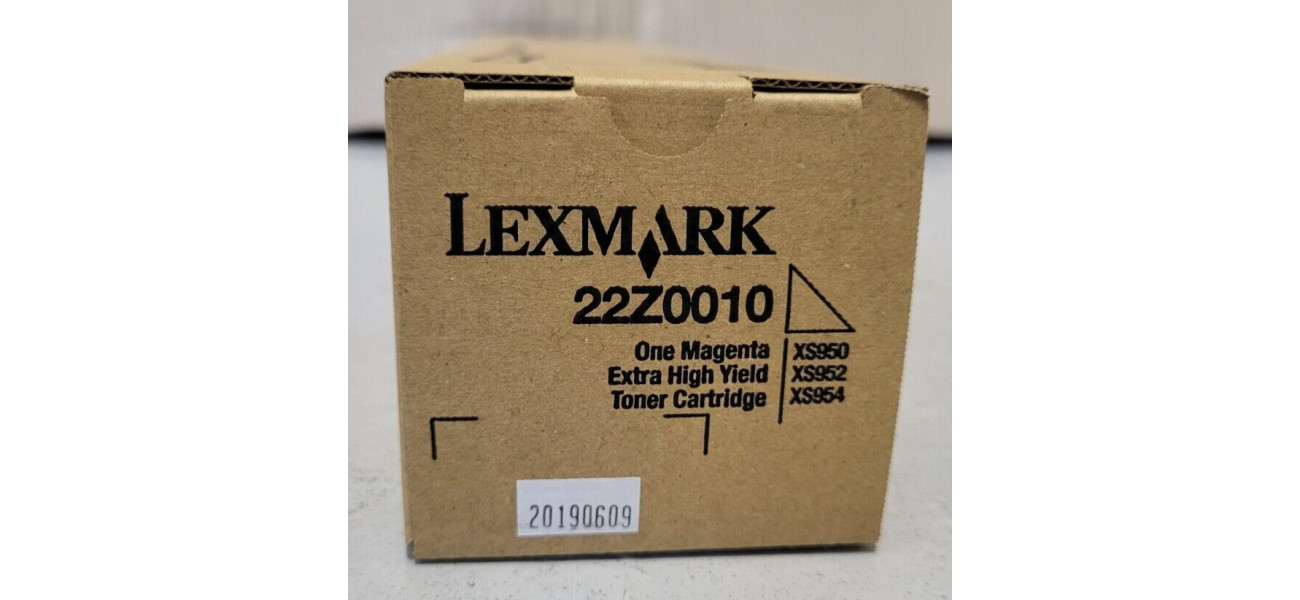 LEXMARK
22Z0010
One Magenta
Extra High Yield
Toner Cartridge
XS950
XS952
XS954
20190609